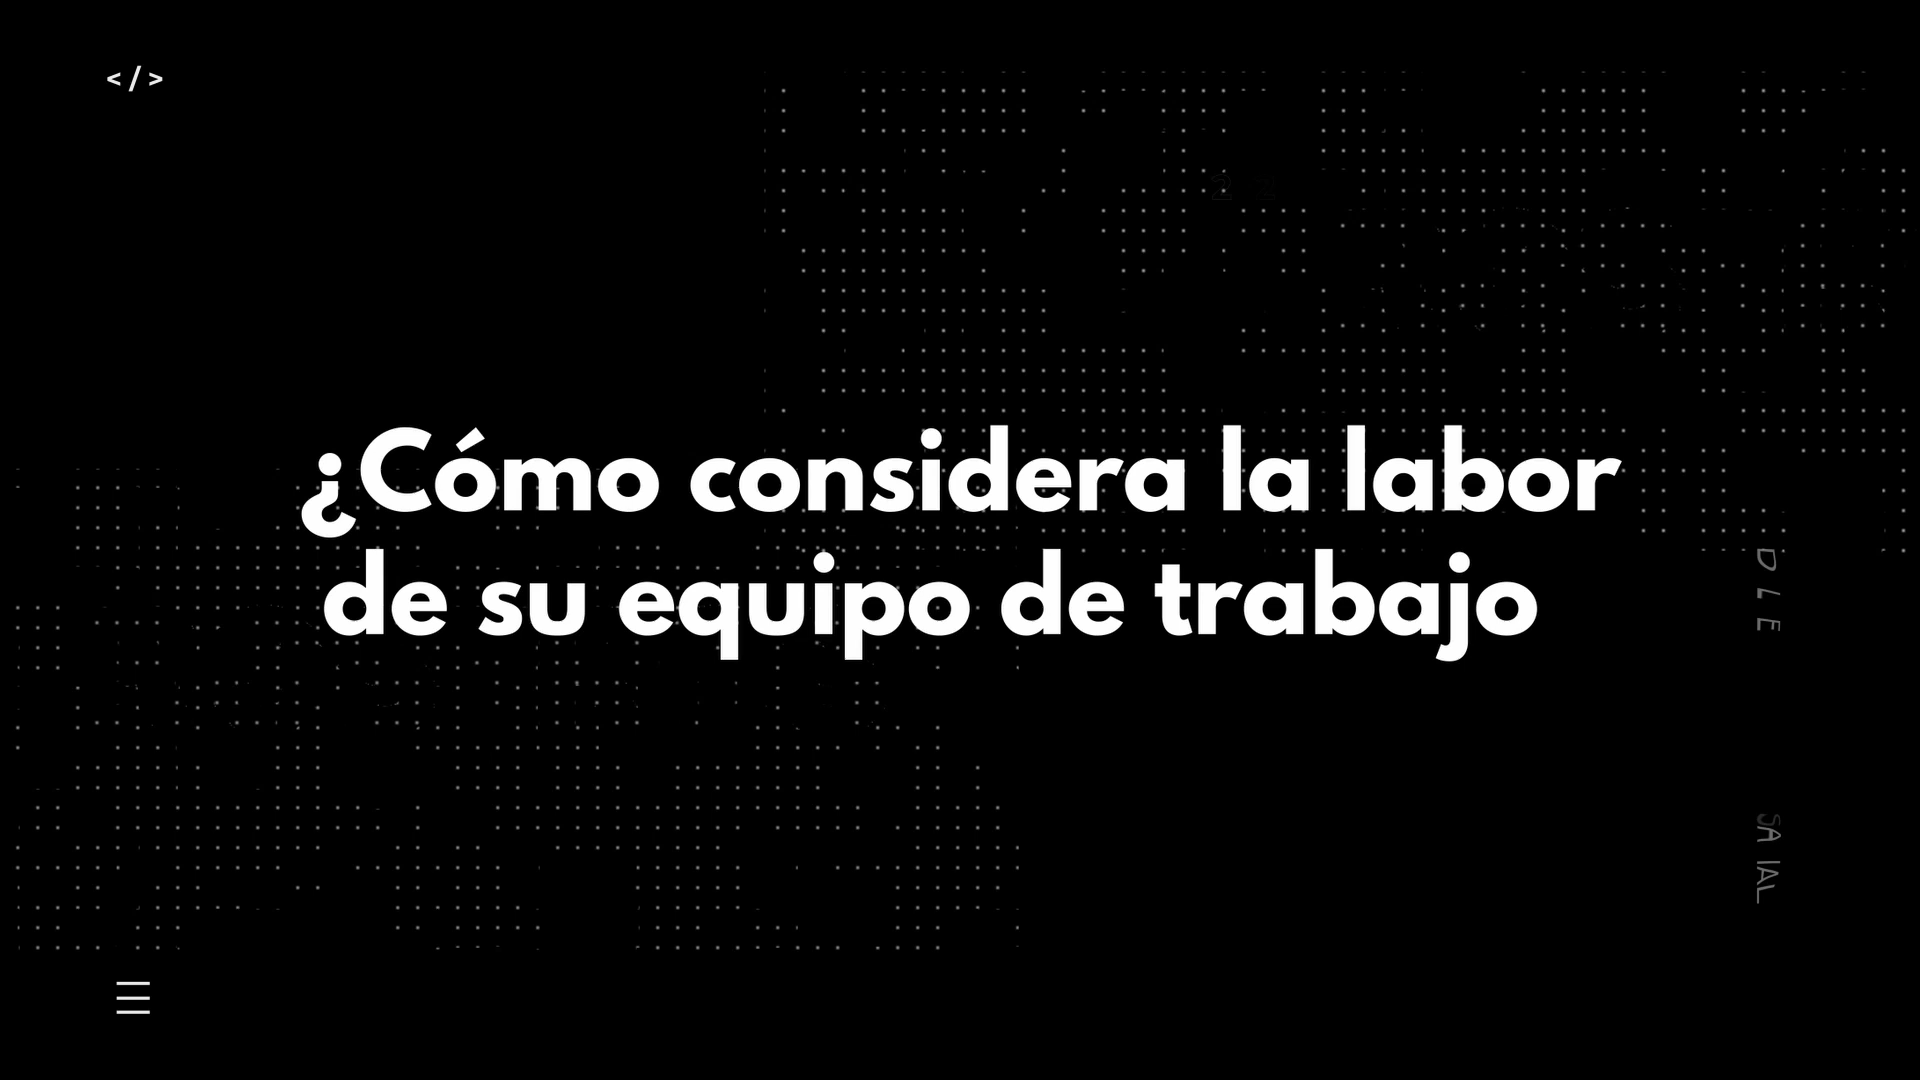 </>
¿Cómo considera la labor
de su equipo de trabajo